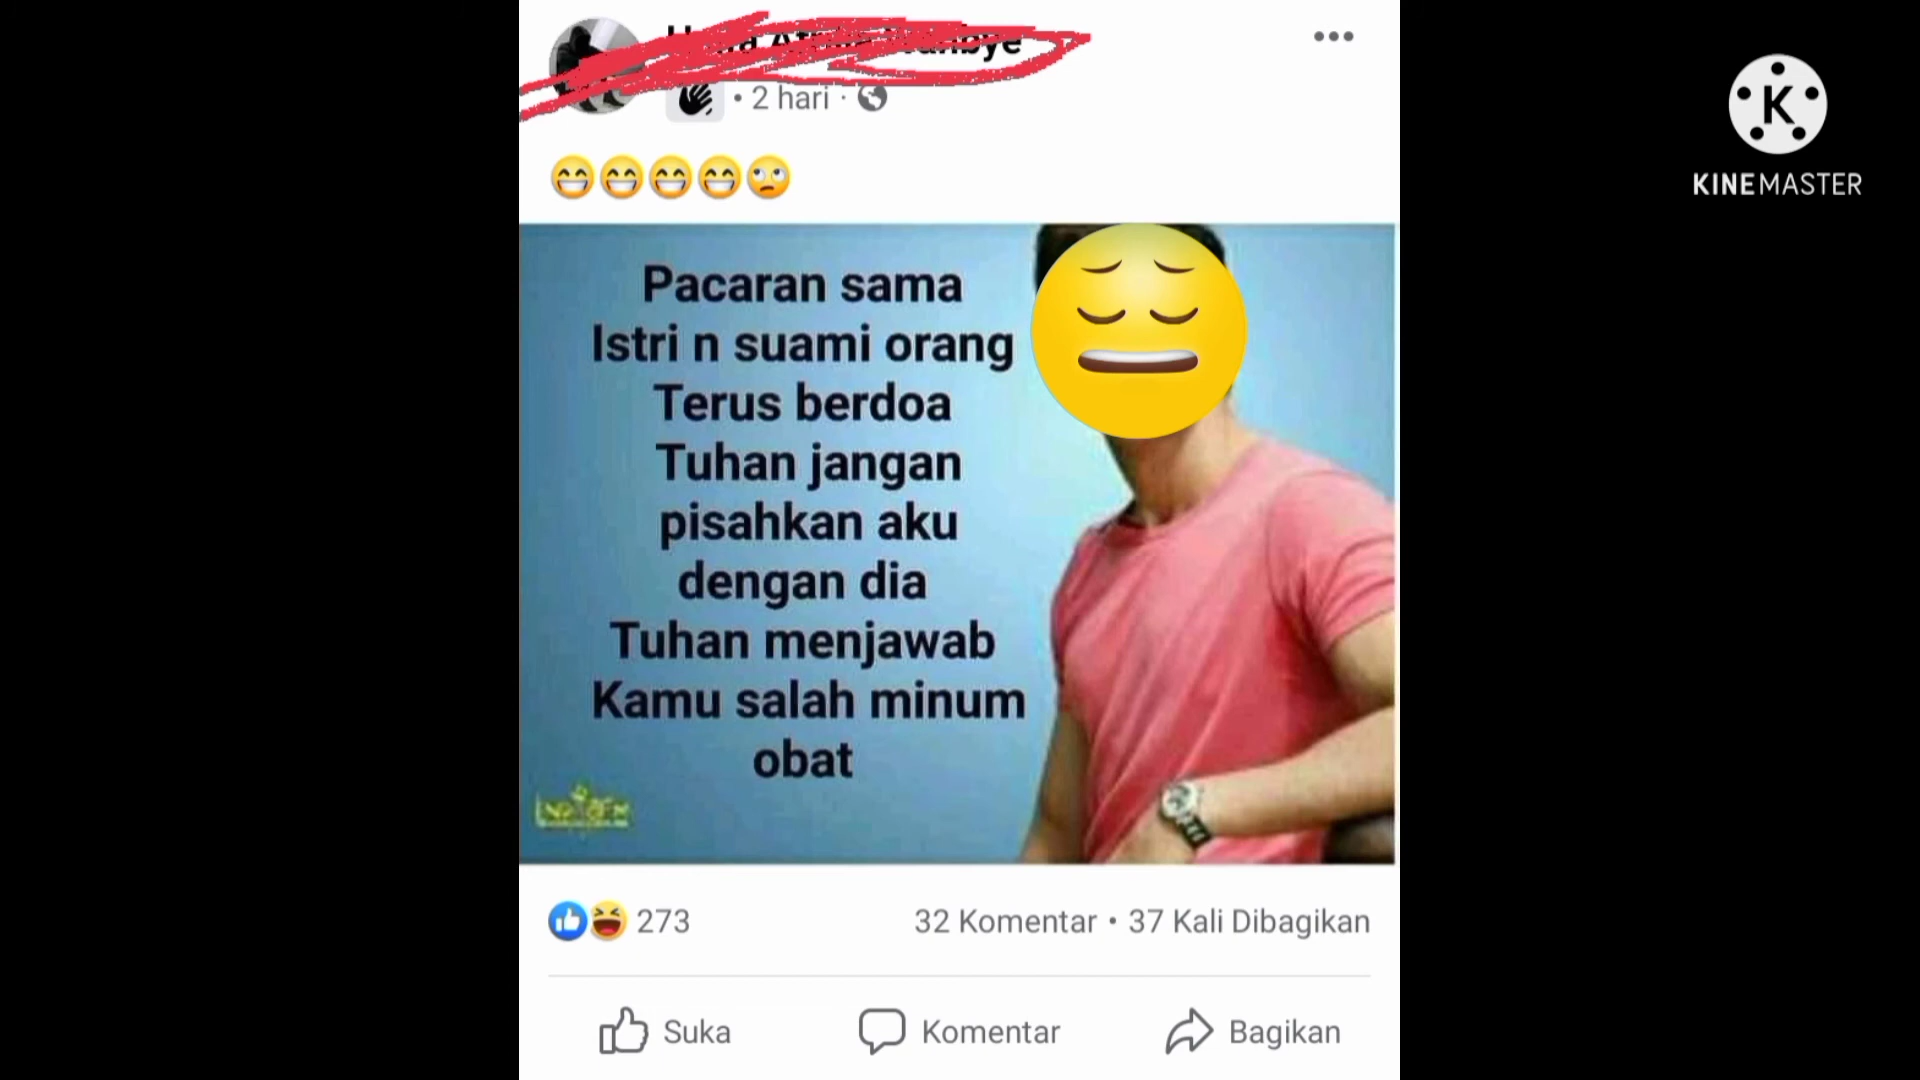 2 hari
K
KINEMASTER
Pacaran sama
Istri n suami orang
Terus berdoa
Tuhan jangan
pisahkan aku
dengan dia
Tuhan menjawab
Kamu salah minum
obat
273
32 Komentar • 37 Kali Dibagikan
Suka
Komentar
Bagikan